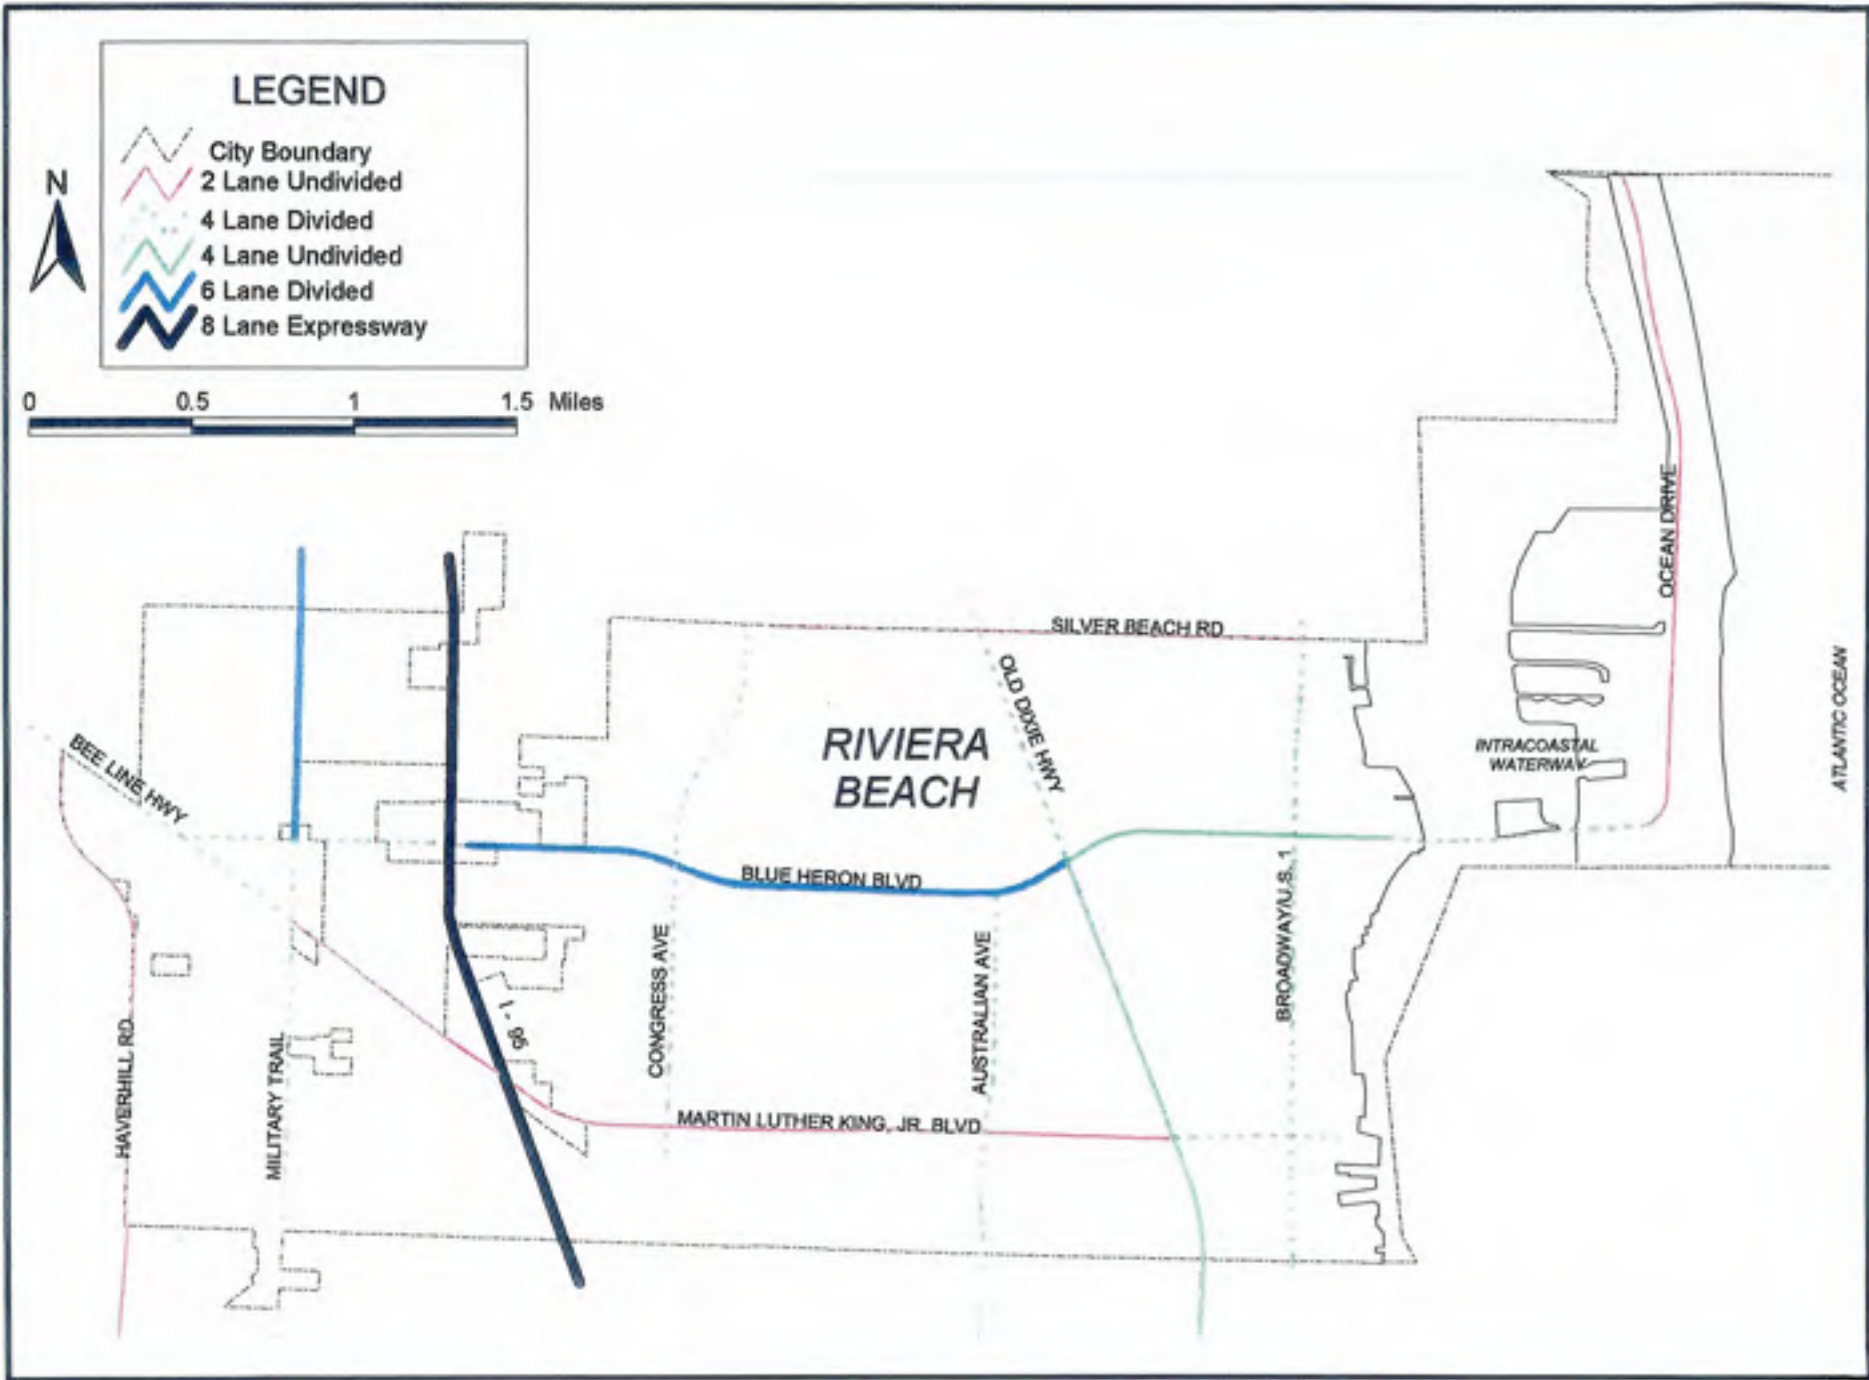 LEGEND
City Boundary
2 Lane Undivided
4 Lane Divided
4 Lane Undivided
6 Lane Divided
8 Lane Expressway
N
0 0.5 1 1.5 Miles
OCEAN DRIVE
SILVER BEACH RD
OLD DIXIE HWY
RIVIERA
BEACH
BEE LINE HWY
INTRACOASTAL
WATERWAY
ATLANTIC OCEAN
BLUE HERON BLVD
BROADWAY/U.S. 1
CONGRESS AVE
AUSTRALIAN AVE
I - 95
HAVERHILL RD
MILITARY TRAIL
MARTIN LUTHER KING, JR. BLVD